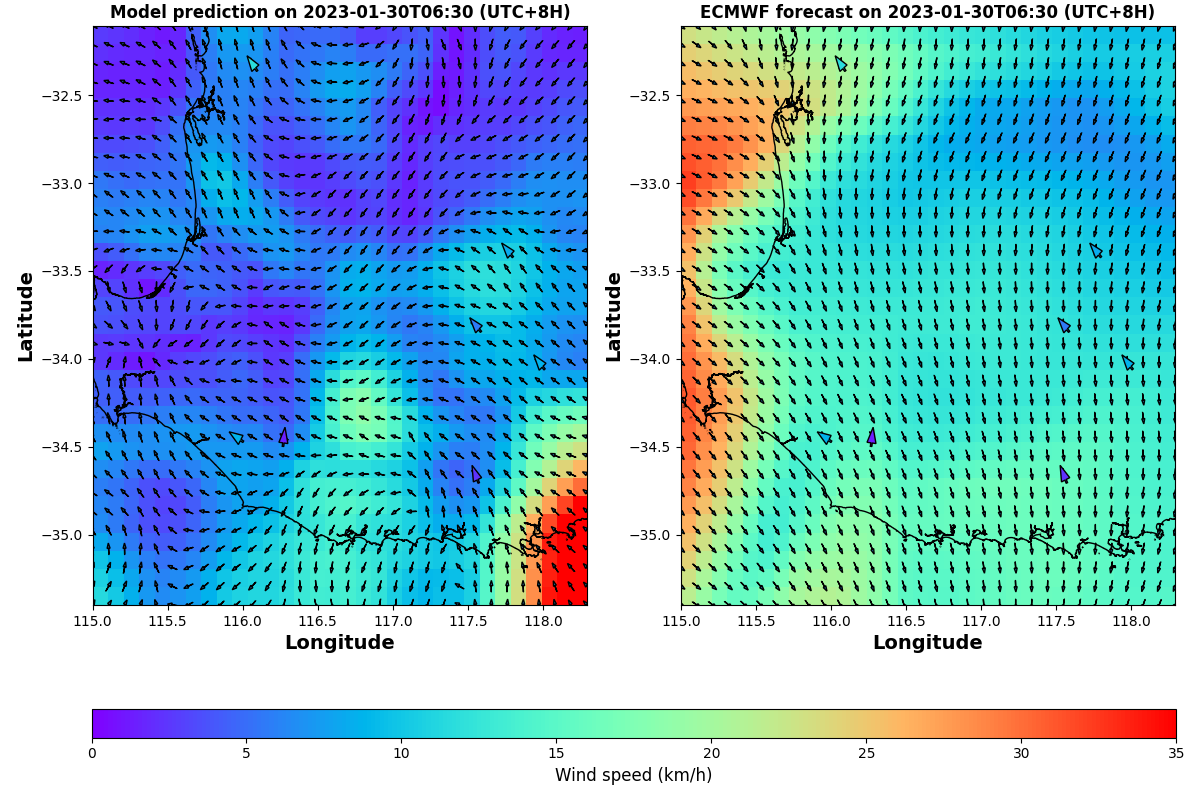 Model prediction on 2023-01-30T06:30 (UTC+8H)
ECMWF forecast on 2023-01-30T06:30 (UTC+8H)
Latitude
−32.5
−33.0
−33.5
−34.0
−34.5
−35.0
115.0 115.5 116.0 116.5 117.0 117.5 118.0
Longitude
Latitude
−32.5
−33.0
−33.5
−34.0
−34.5
−35.0
115.0 115.5 116.0 116.5 117.0 117.5 118.0
Longitude
0 5 10 15 20 25 30 35
Wind speed (km/h)